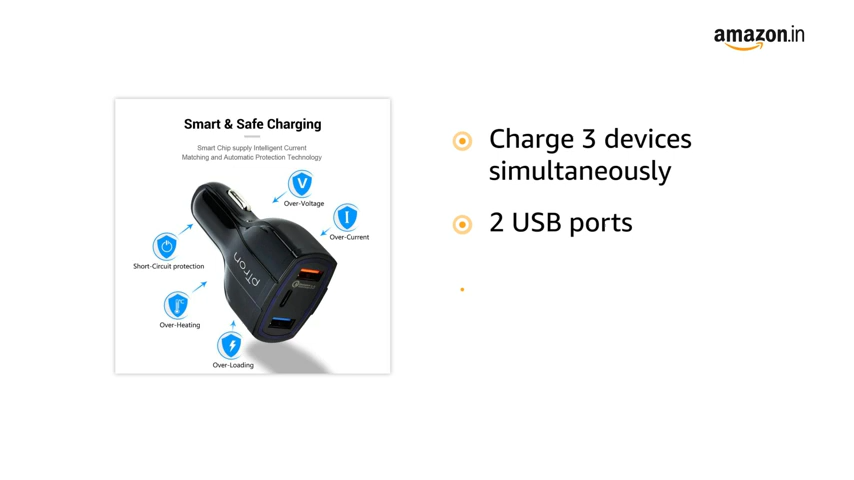 amazon.in
Smart & Safe Charging
Smart Chip supply Intelligent Current
Matching and Automatic Protection Technology
V
Over-Voltage
I
Over-Current
Short-Circuit protection
°C
Over-Heating
Over-Loading
pTron
Charge 3 devices
simultaneously
2 USB ports